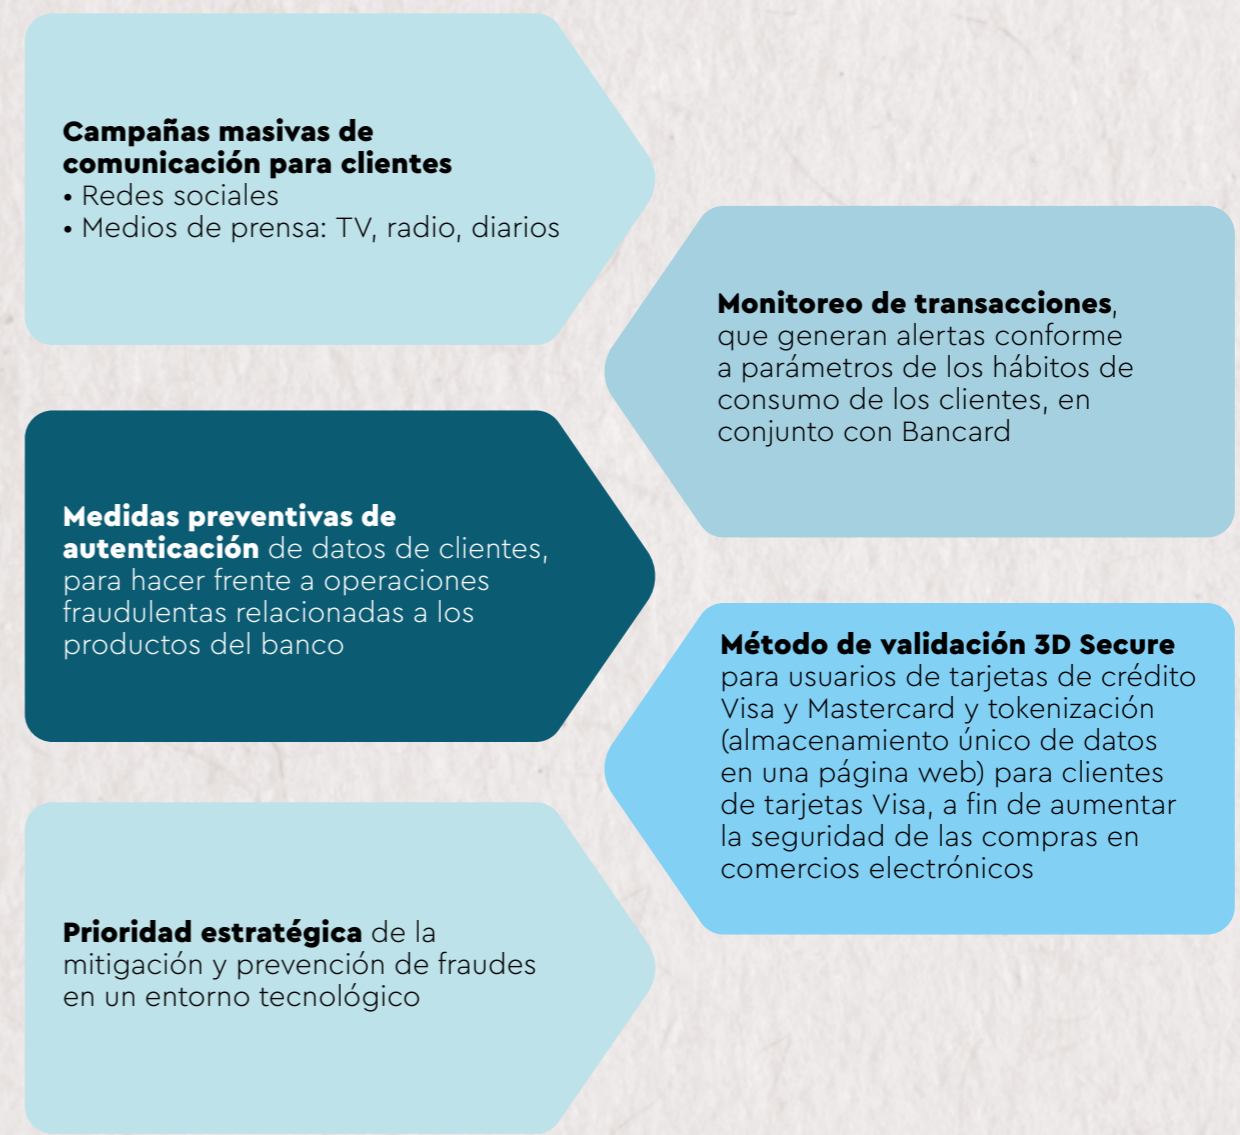 Campañas masivas de
comunicación para clientes
• Redes sociales
• Medios de prensa: TV, radio, diarios
Monitoreo de transacciones,
que generan alertas conforme
a parámetros de los hábitos de
consumo de los clientes, en
conjunto con Bancard
Medidas preventivas de
autenticación de datos de clientes,
para hacer frente a operaciones
fraudulentas relacionadas a los
productos del banco
Método de validación 3D Secure
para usuarios de tarjetas de crédito
Visa y Mastercard y tokenización
(almacenamiento único de datos
en una página web) para clientes
de tarjetas Visa, a fin de aumentar
la seguridad de las compras en
comercios electrónicos
Prioridad estratégica de la
mitigación y prevención de fraudes
en un entorno tecnológico